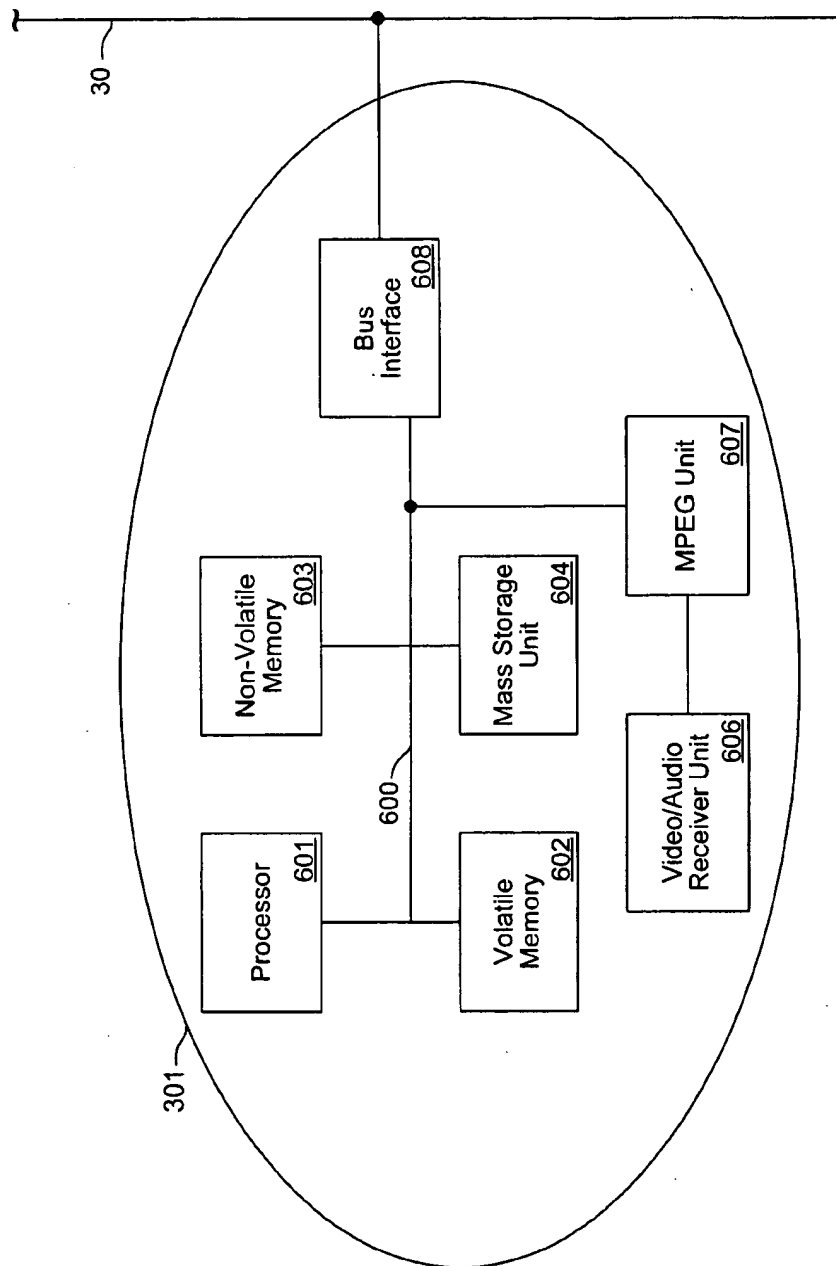 301
Processor
601
Non-Volatile
Memory
603
Bus
Interface
608
30
600
Volatile
Memory
602
Mass Storage
Unit
604
Video/Audio
Receiver Unit
606
MPEG Unit
607